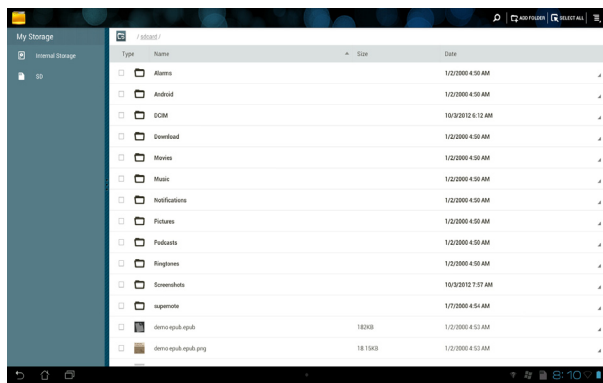 ADD FOLDER SELECT ALL
My Storage / sdcard /
Internal Storage
SD
Type Name Size Date
Alarms 1/2/2000 4:50 AM
Android 1/2/2000 4:50 AM
DCIM 10/3/2012 6:12 AM
Download 1/2/2000 4:50 AM
Movies 1/2/2000 4:50 AM
Music 1/2/2000 4:50 AM
Notifications 1/2/2000 4:50 AM
Pictures 1/2/2000 4:50 AM
Podcasts 1/2/2000 4:50 AM
Ringtones 1/2/2000 4:50 AM
Screenshots 10/3/2012 7:57 AM
supernote 1/7/2000 4:54 AM
demo epub.epub 182KB 1/2/2000 4:53 AM
demo epub.epub.png 18.15KB 1/2/2000 4:53 AM
8:10